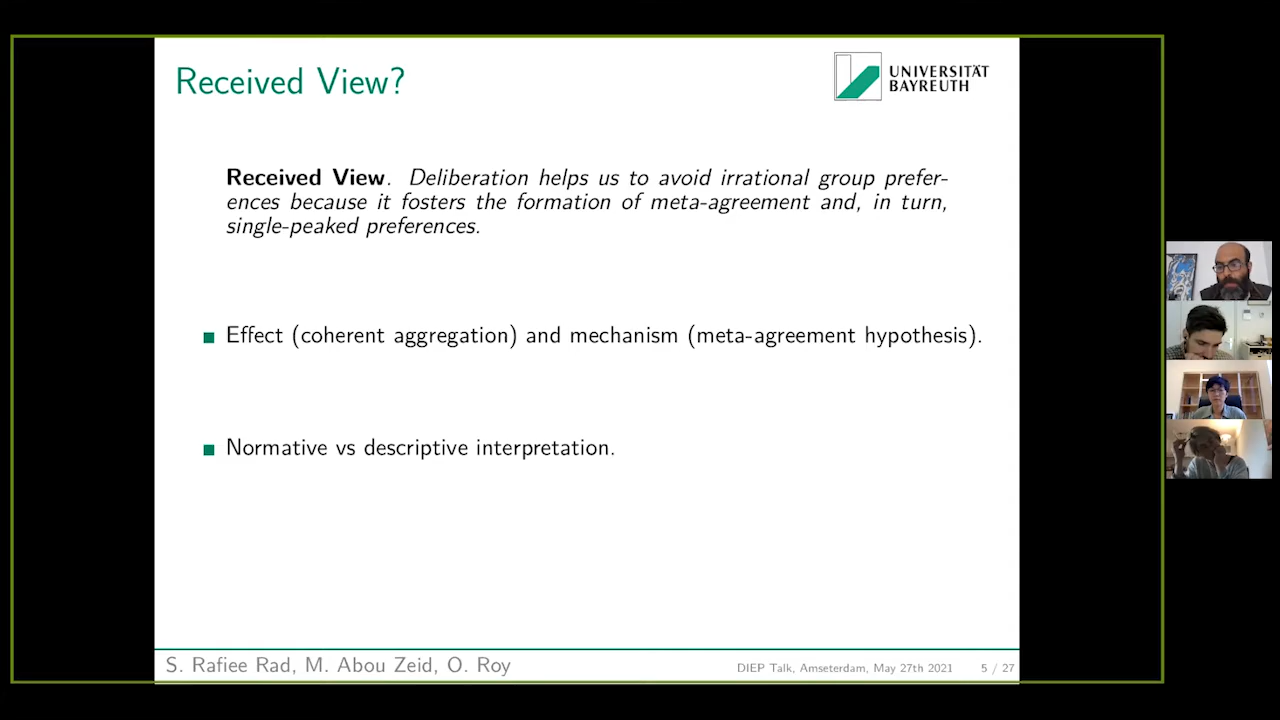 Received View?
UNIVERSITÄT
BAYREUTH
Received View. Deliberation helps us to avoid irrational group prefer-
ences because it fosters the formation of meta-agreement and, in turn,
single-peaked preferences.
Effect (coherent aggregation) and mechanism (meta-agreement hypothesis).
Normative vs descriptive interpretation.
S. Rafiee Rad, M. Abou Zeid, O. Roy
DIEP Talk, Amseterdam, May 27th 2021 5 / 27